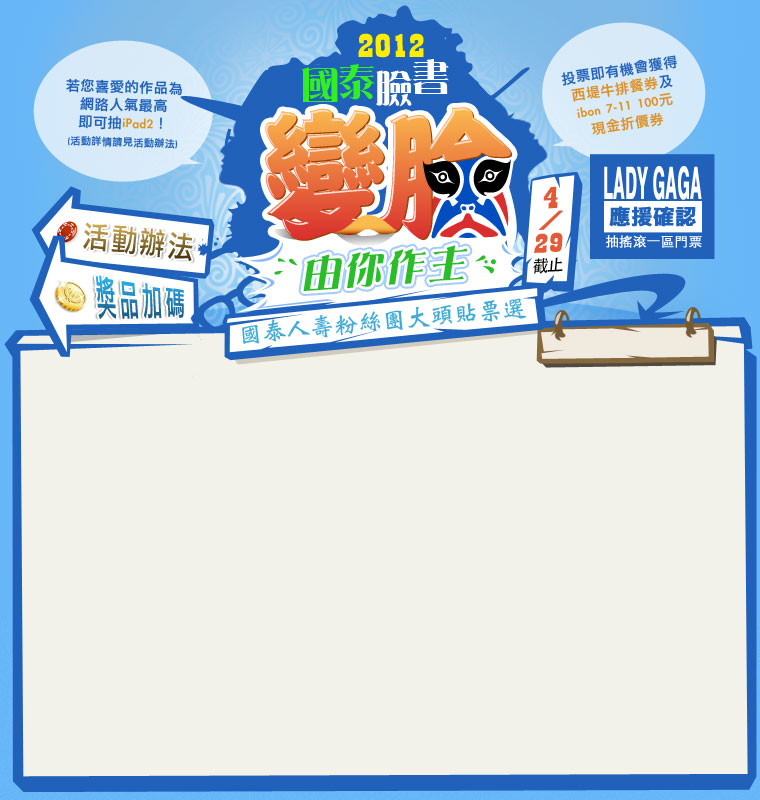 2012
國泰臉書
變臉
由你作主
國泰人壽粉絲團大頭貼票選
若您喜愛的作品為
網路人氣最高
即可抽iPad2！
(活動詳情請見活動辦法)
投票即有機會獲得
西堤牛排餐券及
ibon 7-11 100元
現金折價券
活動辦法
獎品加碼
4/29
截止
LADY GAGA
應援確認
抽搖滾一區門票